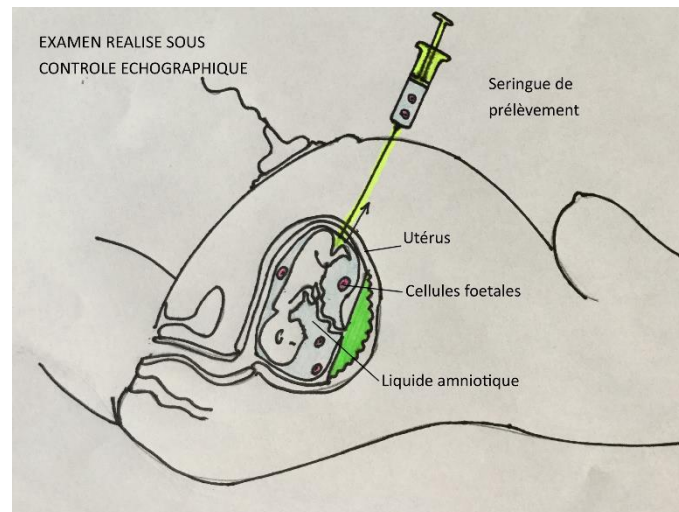 EXAMEN REALISE SOUS
CONTROLE ECHOGRAPHIQUE
Seringue de
prélèvement
Utérus
Cellules foetales
Liquide amniotique